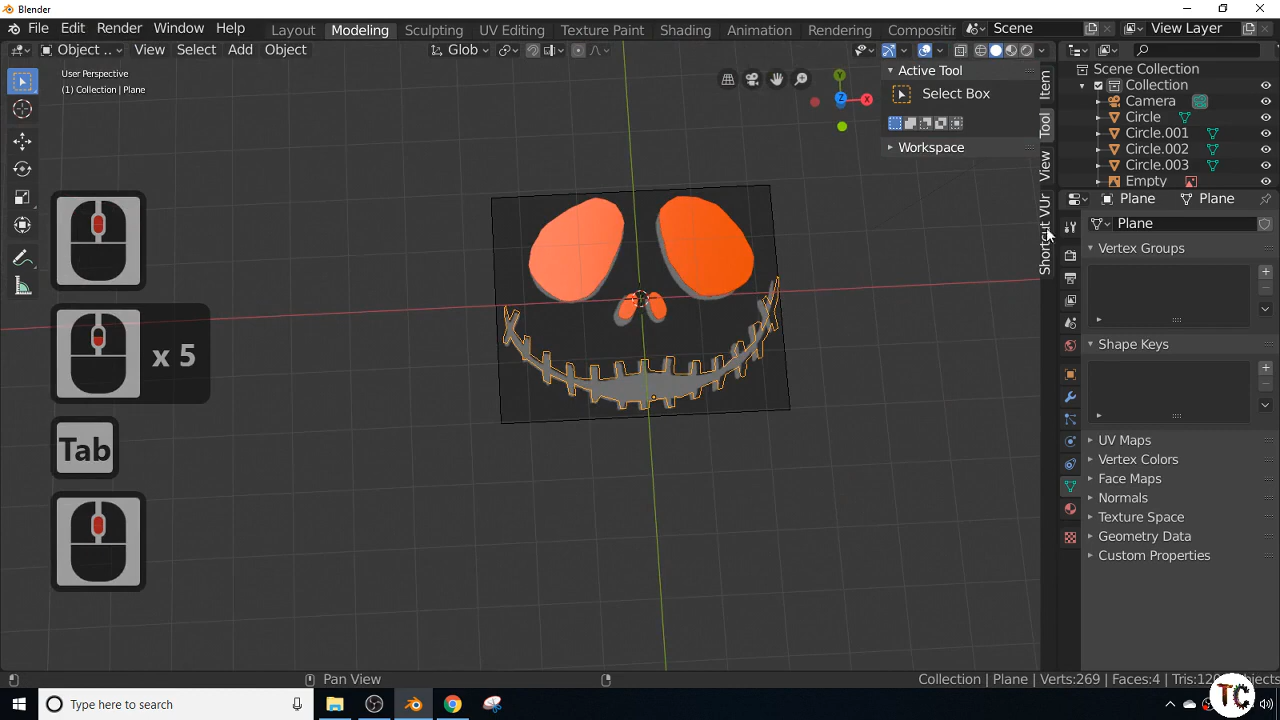 Blender
File Edit Render Window Help Layout Modeling Sculpting UV Editing Texture Paint Shading Animation Rendering Scene View Layer
Object .. View Select Add Object Glob
User Perspective
(1) Collection | Plane
Active Tool
Select Box
Workspace
Item
Tool
View
Shortcut VUr
Scene Collection
Collection
Camera
Circle
Circle.001
Circle.002
Circle.003
Empty
Plane Plane
Plane
Vertex Groups
Shape Keys
UV Maps
Vertex Colors
Face Maps
Normals
Texture Space
Geometry Data
Custom Properties
x 5
Tab
Y
Z
X
Pan View
Collection | Plane | Verts:269 | Faces:4 | Tris:120
Type here to search
TC